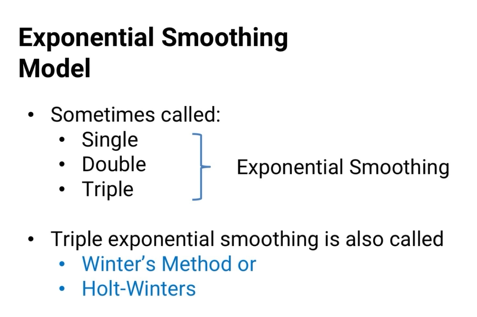 Exponential Smoothing
Model
• Sometimes called:
• Single
• Double
• Triple
Exponential Smoothing
• Triple exponential smoothing is also called
• Winter's Method or
• Holt-Winters